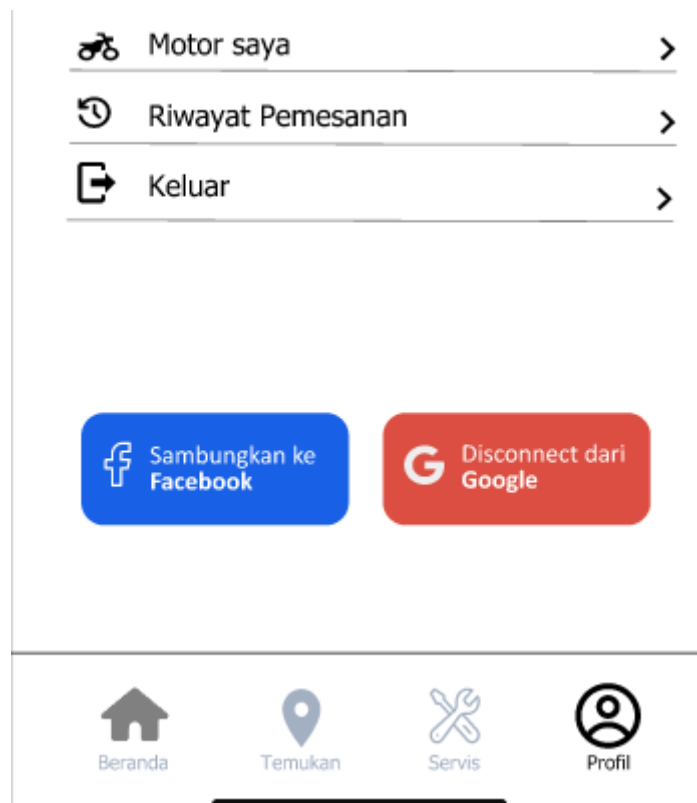 Motor saya
Riwayat Pemesanan
Keluar
Sambungkan ke
Facebook
Disconnect dari
Google
Beranda
Temukan
Servis
Profil